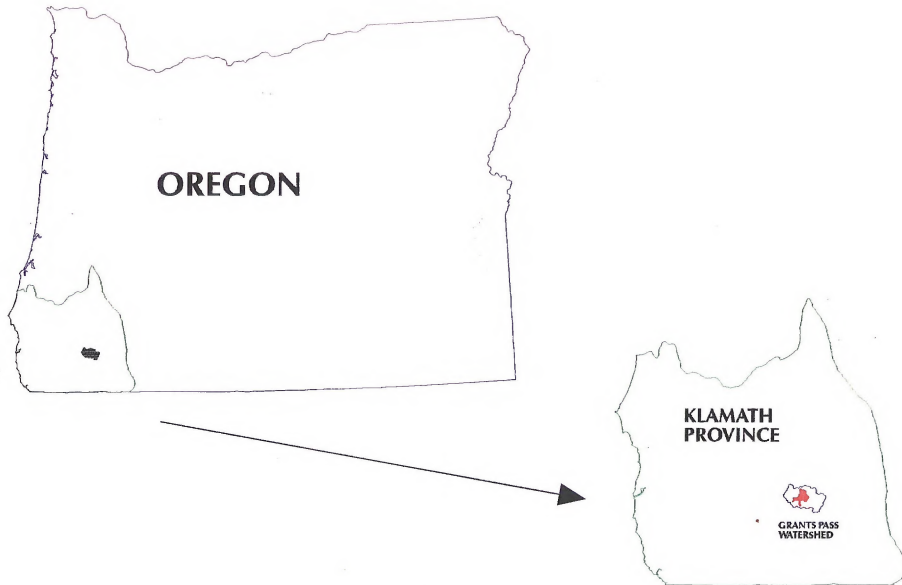 OREGON
KLAMATH
PROVINCE
GRANTS PASS
WATERSHED